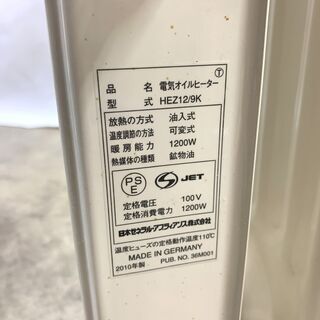 Ⓣ
品名 電気オイルヒーター
型式 HEZ12/9K
放熱の方式 油入式
温度調節の方法 可変式
暖房能力 1200W
熱媒体の種類 鉱物油
PS
E
JET
定格電圧 100V
定格消費電力 1200W
日本ゼネラル・アプラィアンス株式会社
温度ヒューズの定格動作温度110℃
MADE IN GERMANY
2010年製 PUB. NO. 36M001